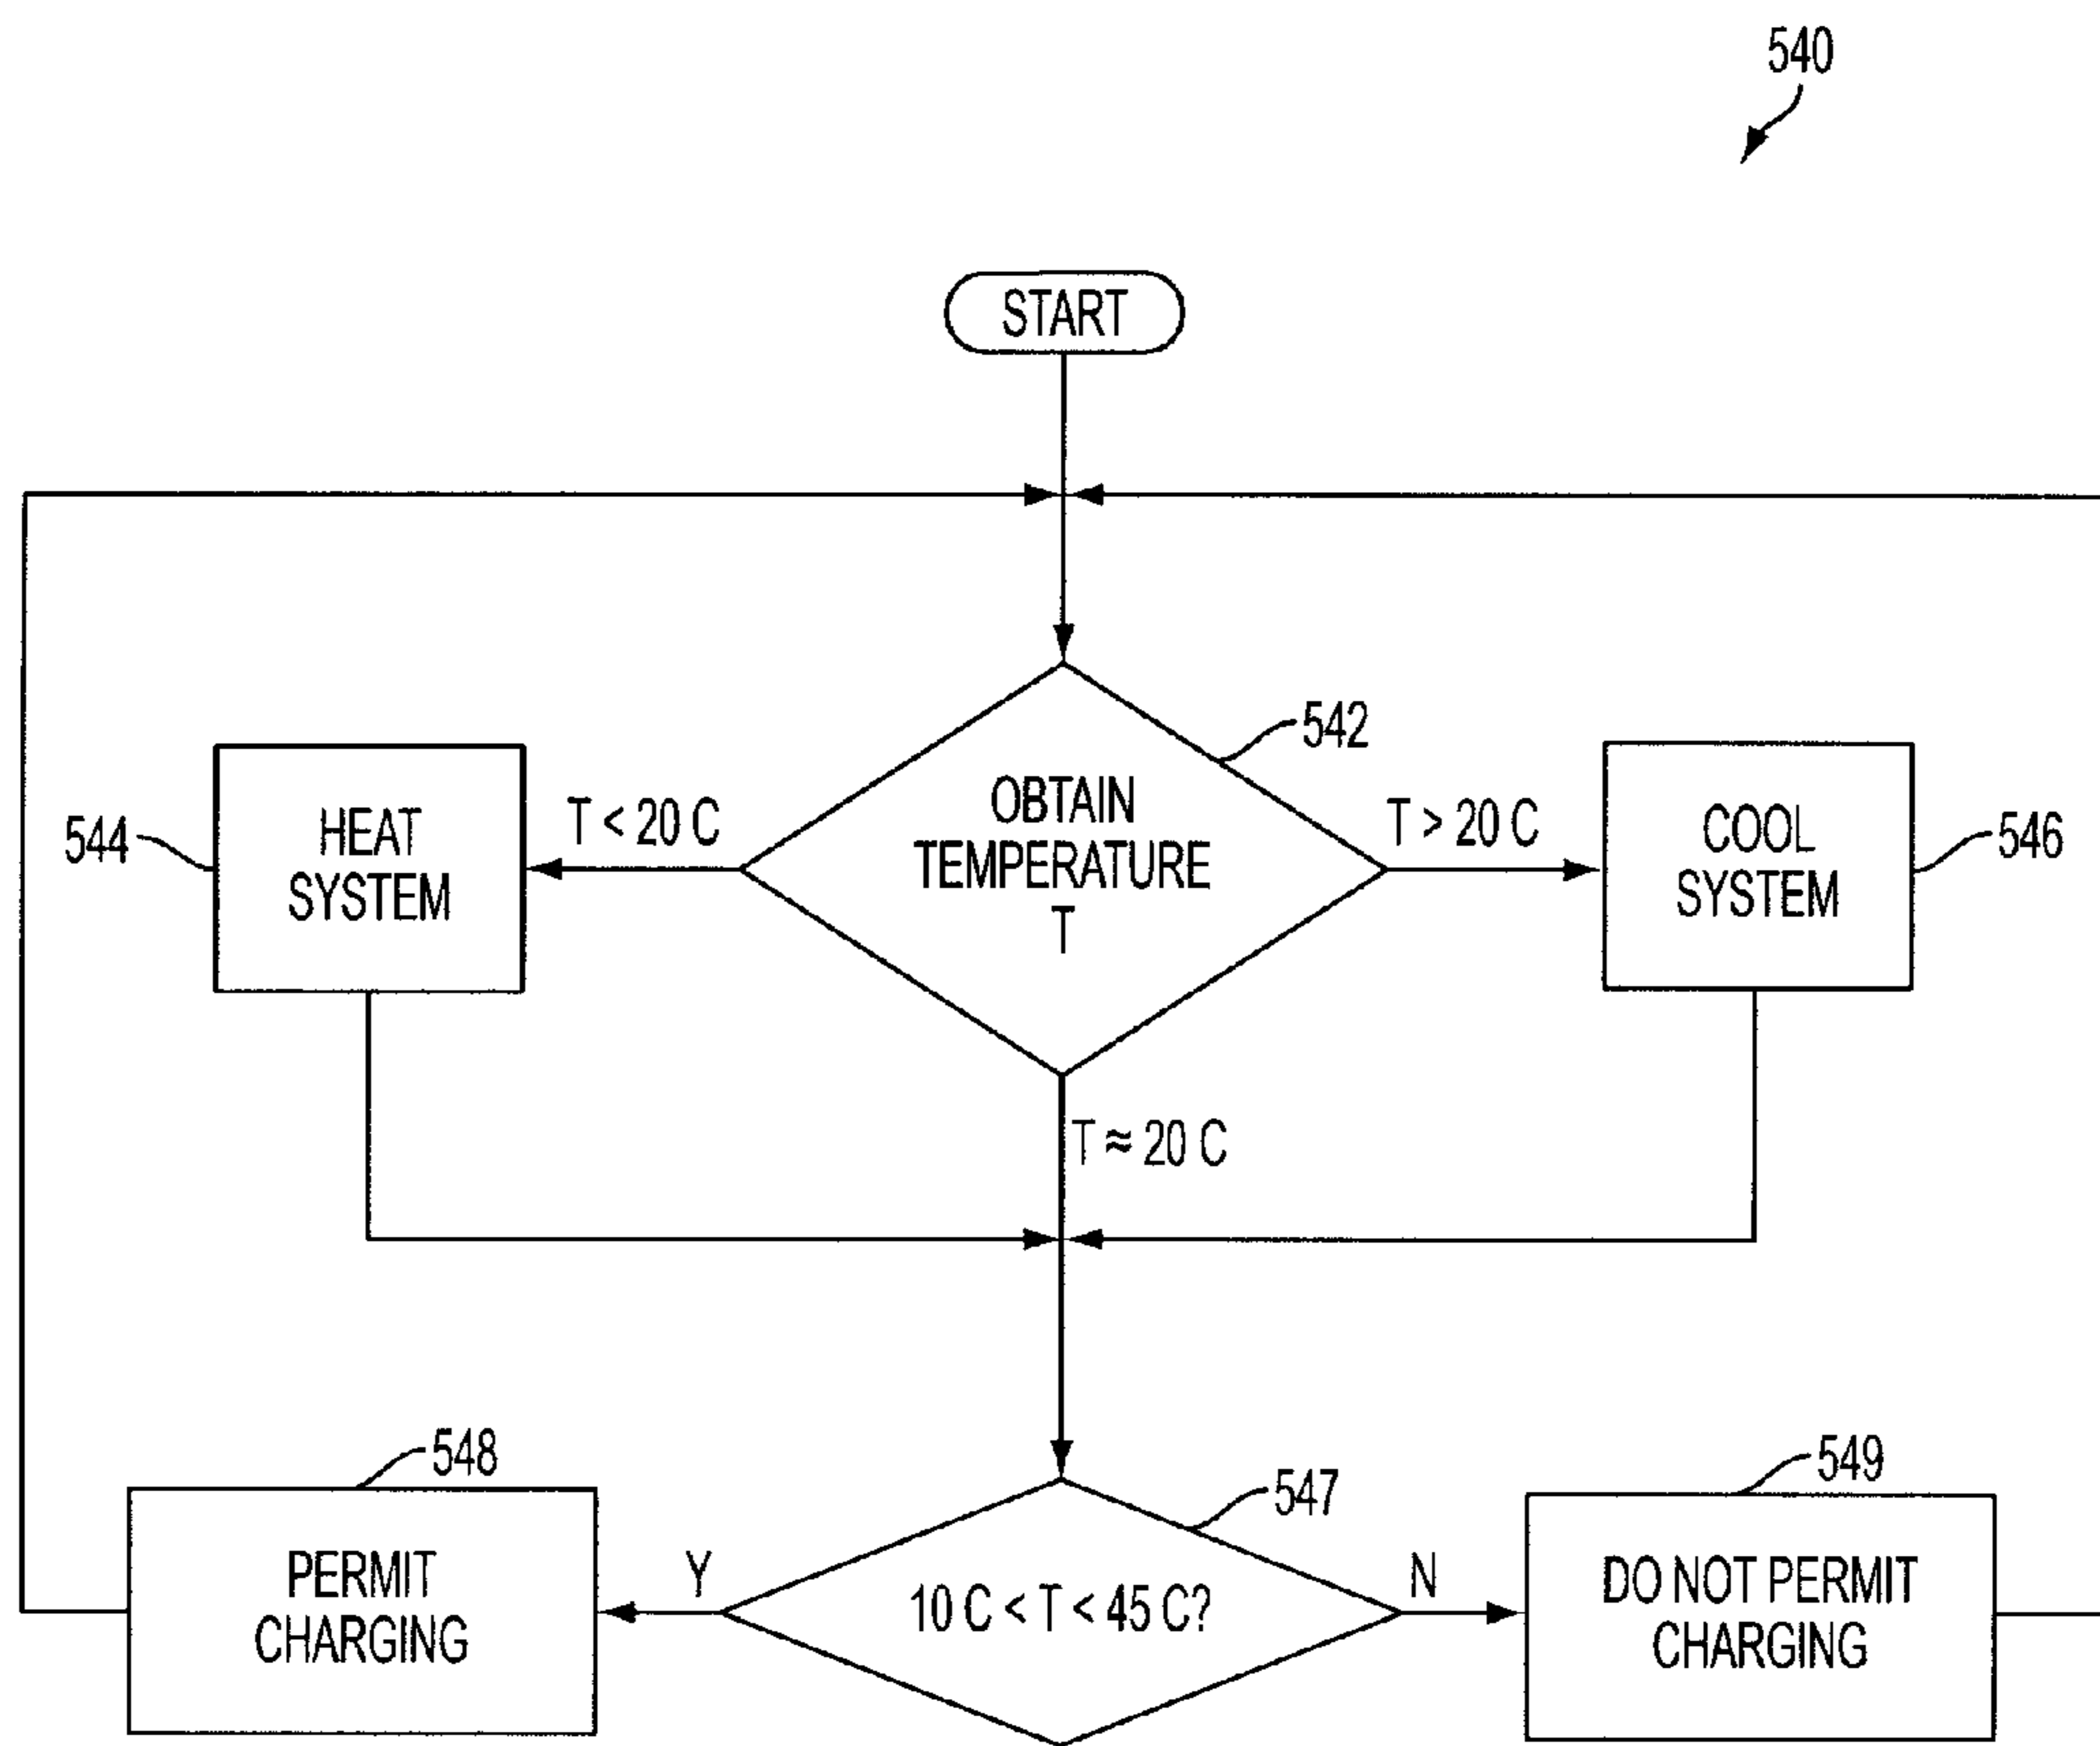 540
START
542
OBTAIN
TEMPERATURE
T
T < 20 C
T > 20 C
544
HEAT
SYSTEM
COOL
SYSTEM
546
T ≈ 20 C
548
547
549
PERMIT
CHARGING
Y
10 C < T < 45 C?
N
DO NOT PERMIT
CHARGING